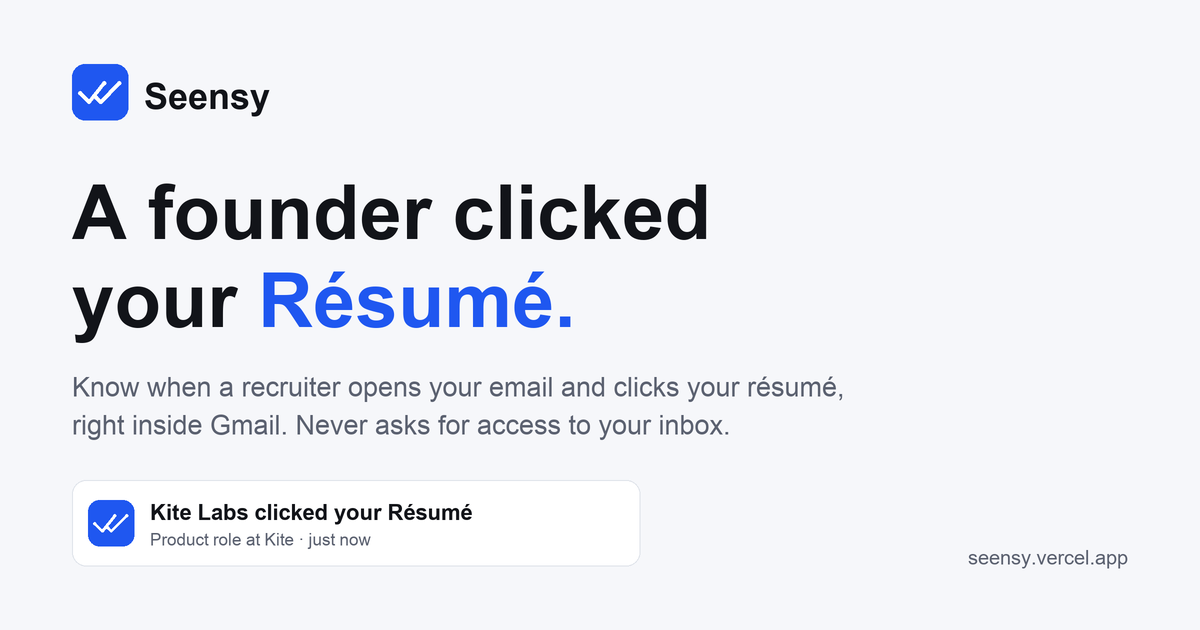 Seensy
A founder clicked
your Résumé.
Know when a recruiter opens your email and clicks your résumé,
right inside Gmail. Never asks for access to your inbox.
Kite Labs clicked your Résumé
Product role at Kite · just now
seensy.vercel.app